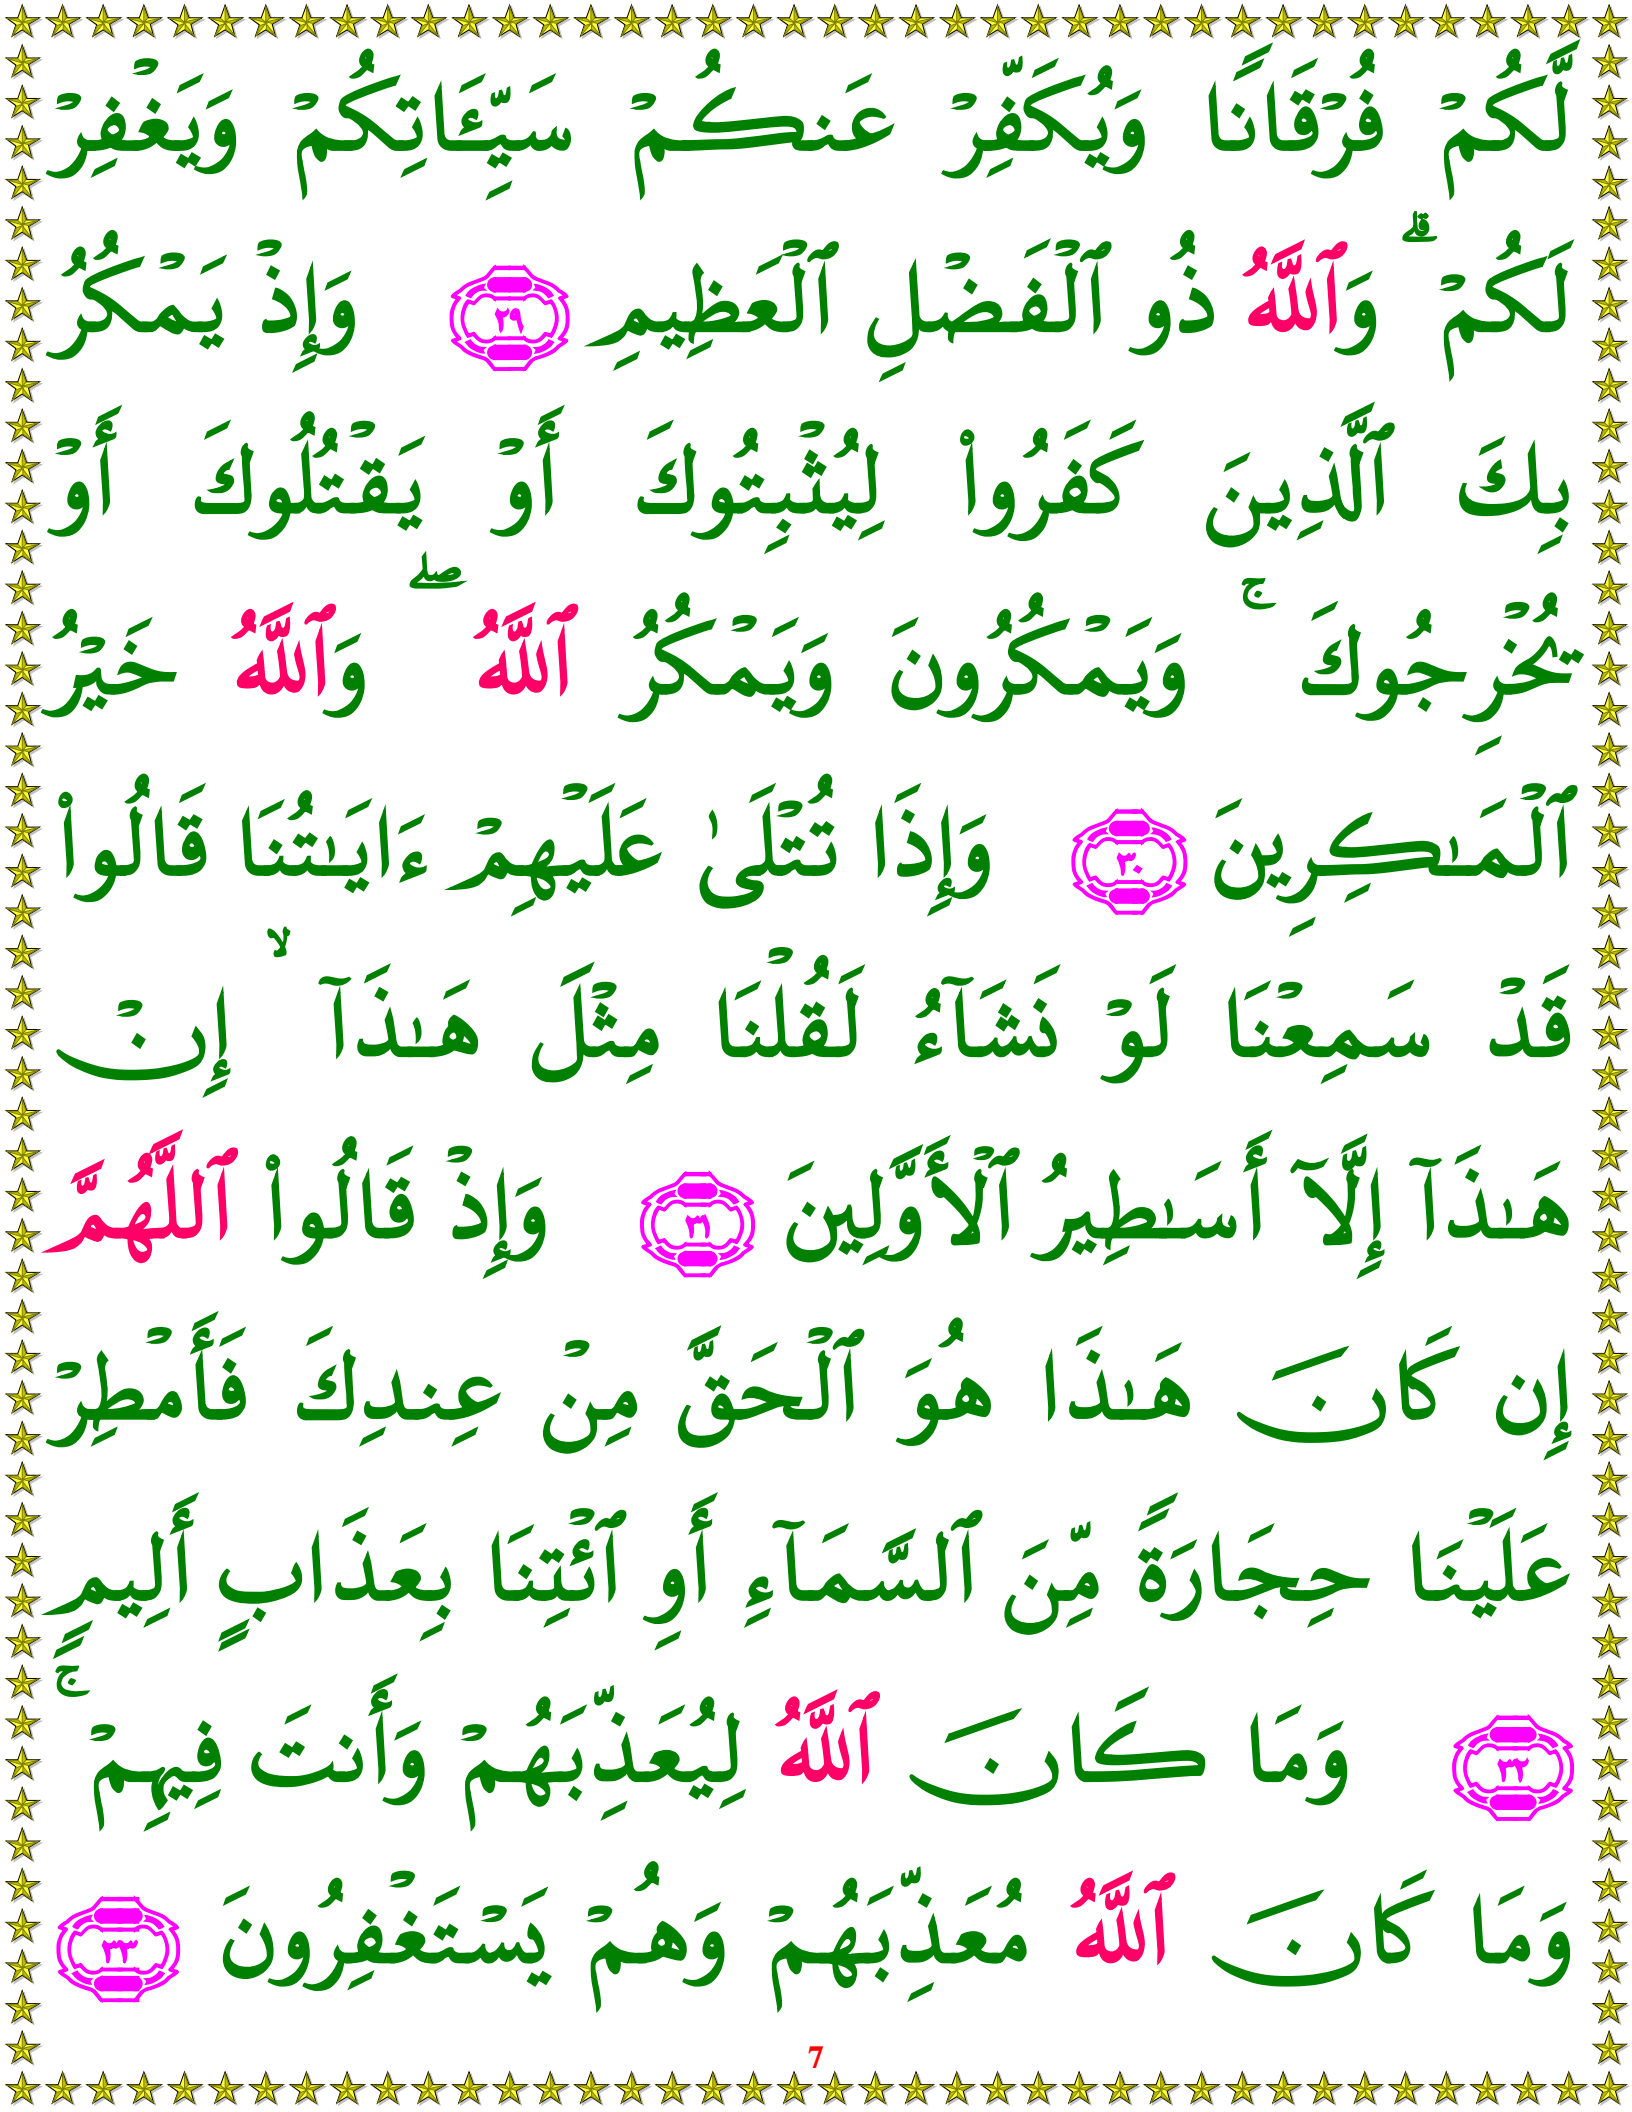 لَّكُمْ فُرْقَانًا وَيُكَفِّرْ عَنكُمْ سَيِّـَٔاتِكُمْ وَيَغْفِرْ
لَكُمْ ۗ وَٱللَّهُ ذُو ٱلْفَضْلِ ٱلْعَظِيمِ ٢٩ وَإِذْ يَمْكُرُ
بِكَ ٱلَّذِينَ كَفَرُوا۟ لِيُثْبِتُوكَ أَوْ يَقْتُلُوكَ أَوْ
يُخْرِجُوكَ ۚ وَيَمْكُرُونَ وَيَمْكُرُ ٱللَّهُ ۖ وَٱللَّهُ خَيْرُ
ٱلْمَـٰكِرِينَ ٣٠ وَإِذَا تُتْلَىٰ عَلَيْهِمْ ءَايَـٰتُنَا قَالُوا۟
قَدْ سَمِعْنَا لَوْ نَشَآءُ لَقُلْنَا مِثْلَ هَـٰذَآ ۙ إِنْ
هَـٰذَآ إِلَّآ أَسَـٰطِيرُ ٱلْأَوَّلِينَ ٣١ وَإِذْ قَالُوا۟ ٱللَّهُمَّ
إِن كَانَ هَـٰذَا هُوَ ٱلْحَقَّ مِنْ عِندِكَ فَأَمْطِرْ
عَلَيْنَا حِجَارَةً مِّنَ ٱلسَّمَآءِ أَوِ ٱئْتِنَا بِعَذَابٍ أَلِيمٍ
٣٢ وَمَا كَانَ ٱللَّهُ لِيُعَذِّبَهُمْ وَأَنتَ فِيهِمْ ۚ
وَمَا كَانَ ٱللَّهُ مُعَذِّبَهُمْ وَهُمْ يَسْتَغْفِرُونَ ٣٣
7